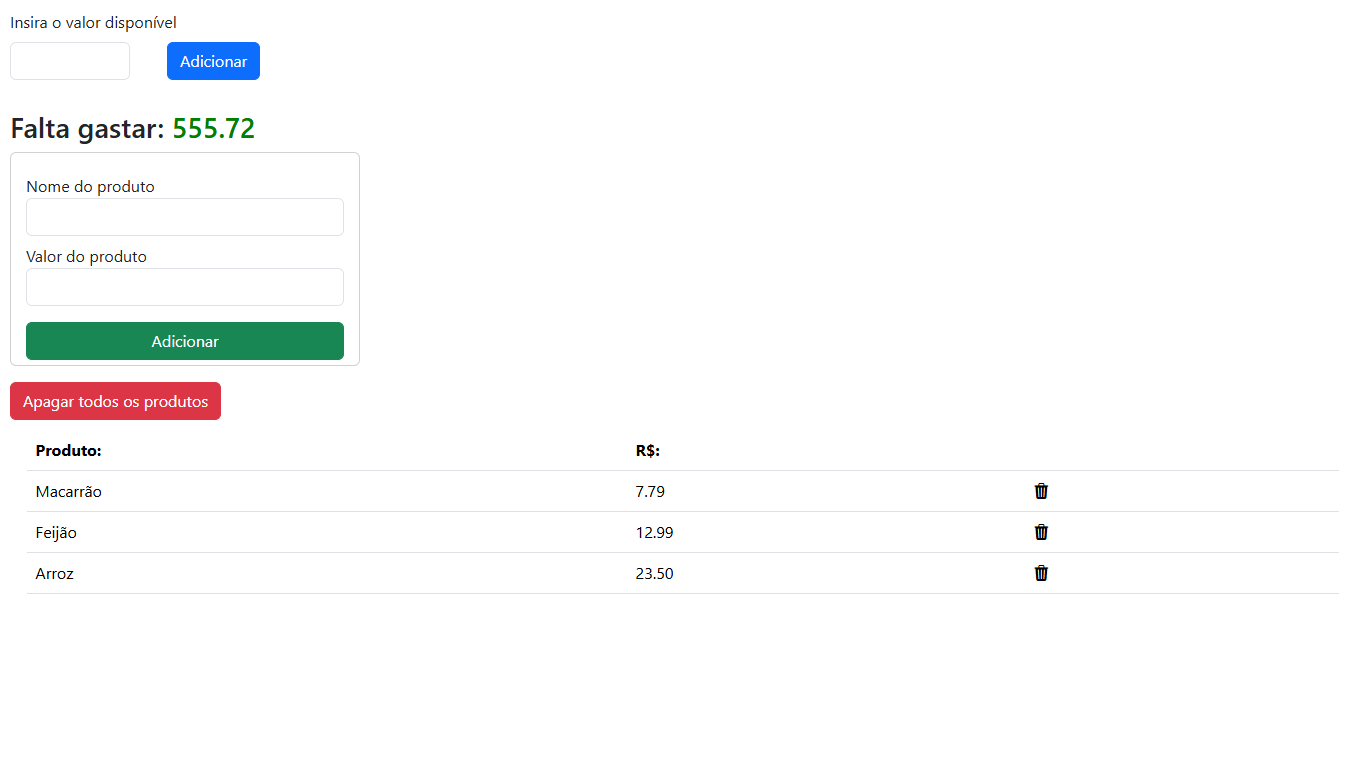 Insira o valor disponível
Adicionar
Falta gastar: 555.72
Nome do produto
Valor do produto
Adicionar
Apagar todos os produtos
Produto: R$:
Macarrão 7.79
Feijão 12.99
Arroz 23.50